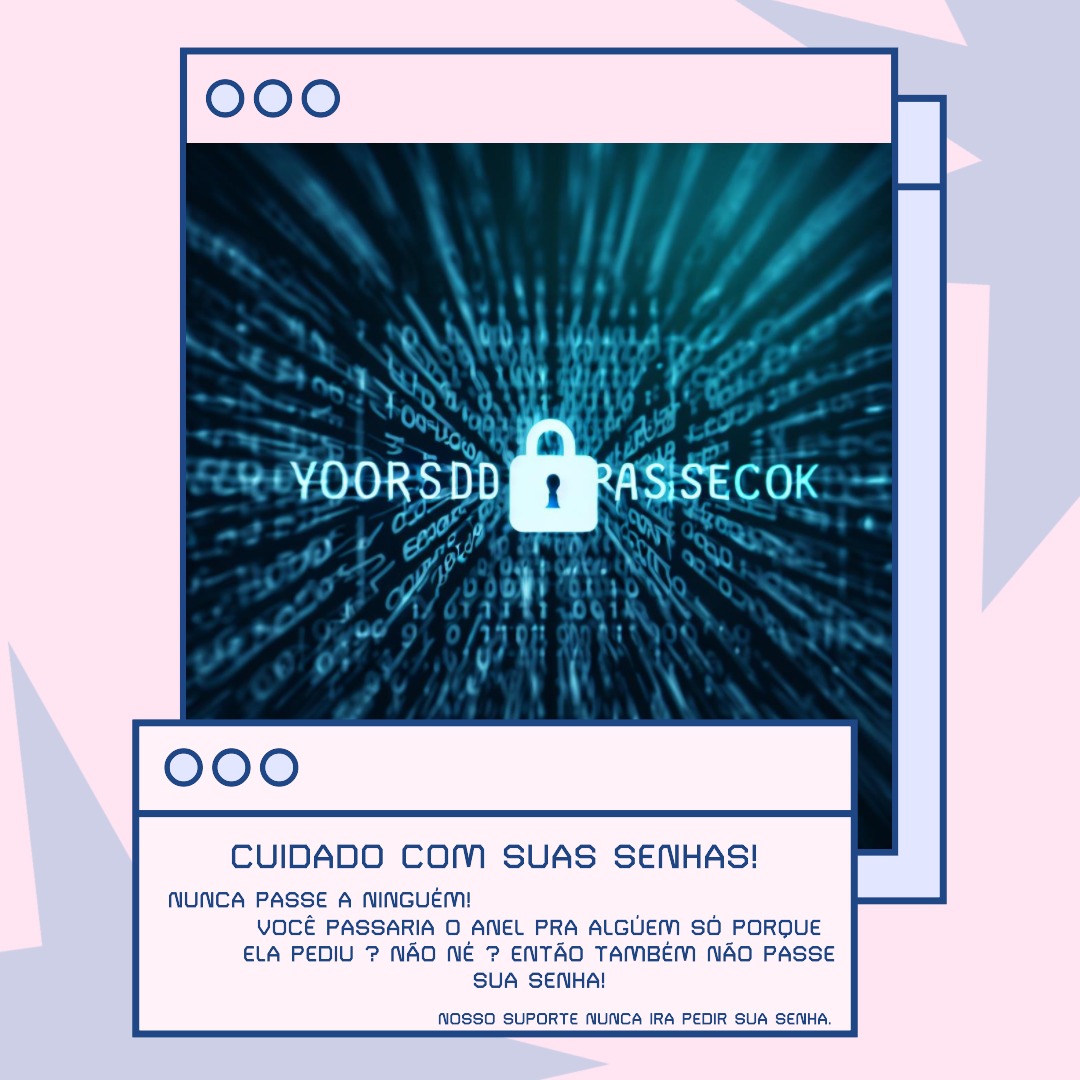 YOORSDD PASSECOK
CUIDADO COM SUAS SENHAS!
NUNCA PASSE A NINGUÉM!
VOCÊ PASSARIA O ANEL PRA ALGÚEM SÓ PORQUE
ELA PEDIU ? NÃO NÉ ? ENTÃO TAMBÉM NÃO PASSE
SUA SENHA!
NOSSO SUPORTE NUNCA IRA PEDIR SUA SENHA.